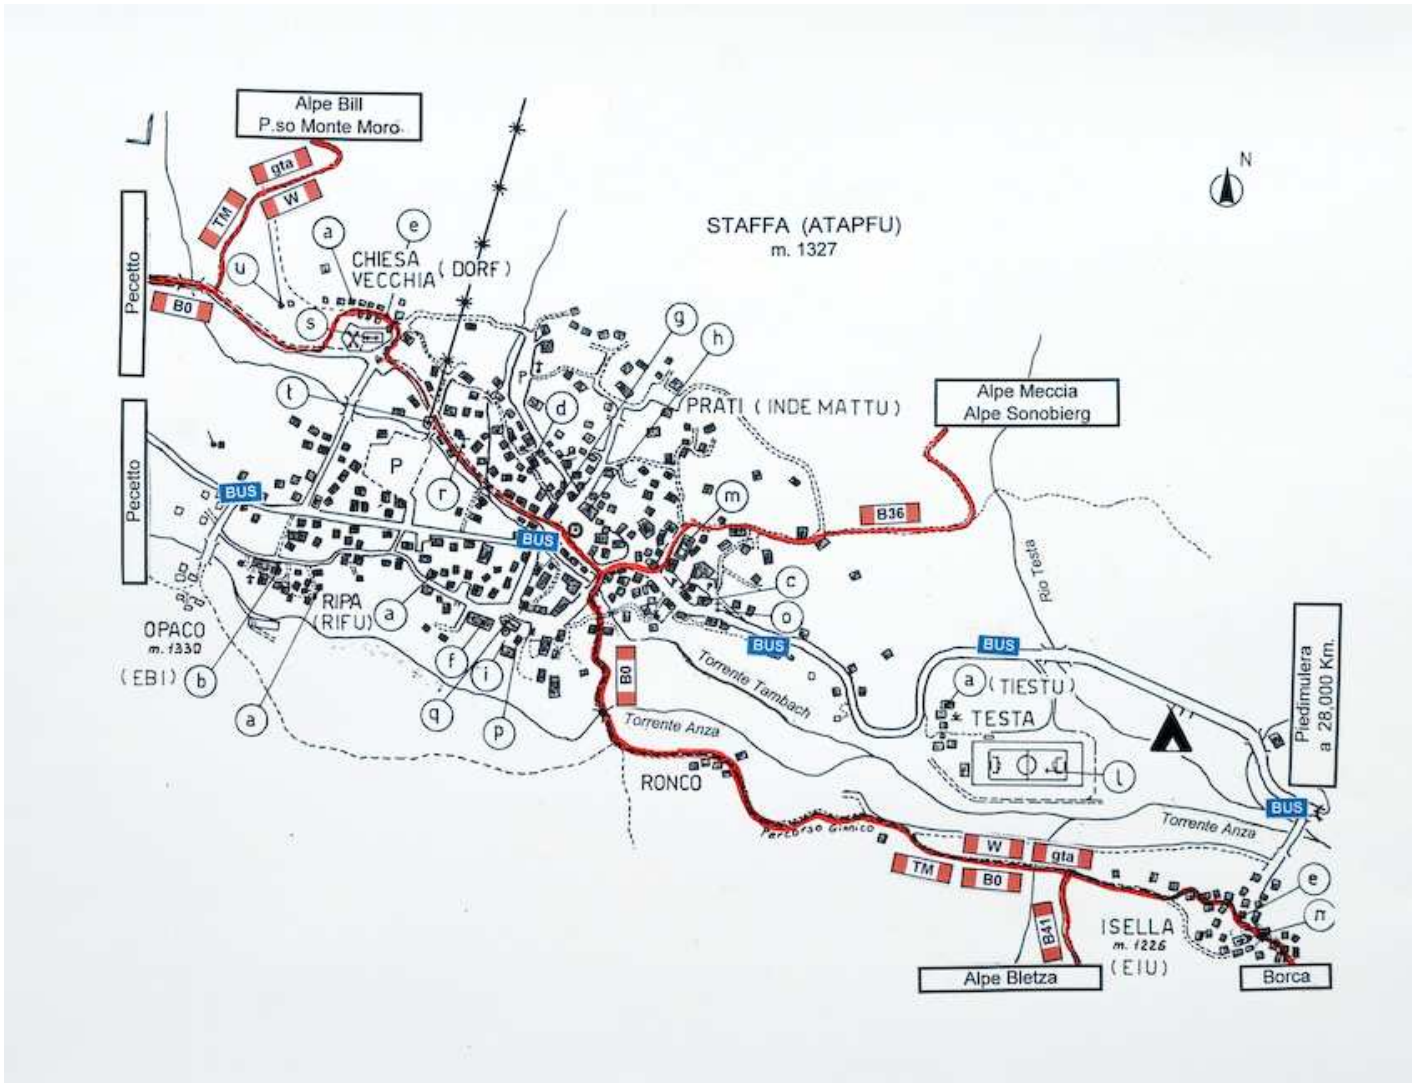 Alpe Bill
P.so Monte Moro
N
gta
W
TM
Pecetto
B0
a
e
u
s
CHIESA
VECCHIA (DORF)
STAFFA (ATAPFU)
m. 1327
g
h
t
P
d
PRATI (INDE MATTU)
Alpe Meccia
Alpe Sonobierg
Pecetto
P
BUS
r
m
B36
BUS
Rio Testa
RIPA
(RIFU)
a
c
o
OPACO
m. 1330
(EBI)
b
a
f
i
q
p
B0
BUS
BUS
Torrente Tambach
a
(TIESTU)
TESTA
Piedimulera
a 28,000 Km.
Torrente Anza
RONCO
l
BUS
Percorso Ginnico
Torrente Anza
W
gta
TM
B0
e
n
B41
ISELLA
m. 1226
(EIU)
Alpe Bletza
Borca